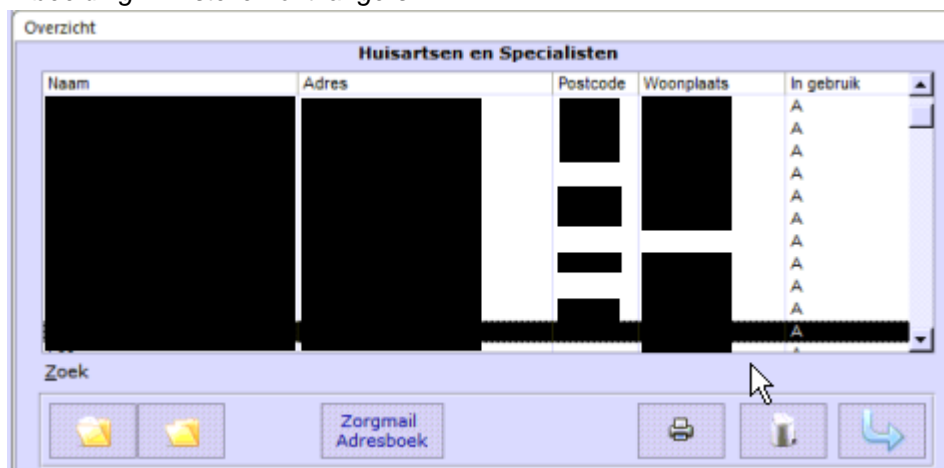 Overzicht
Huisartsen en Specialisten
Naam Adres Postcode Woonplaats In gebruik
A
A
A
A
A
A
A
A
A
A
A
Zoek
Zorgmail
Adresboek